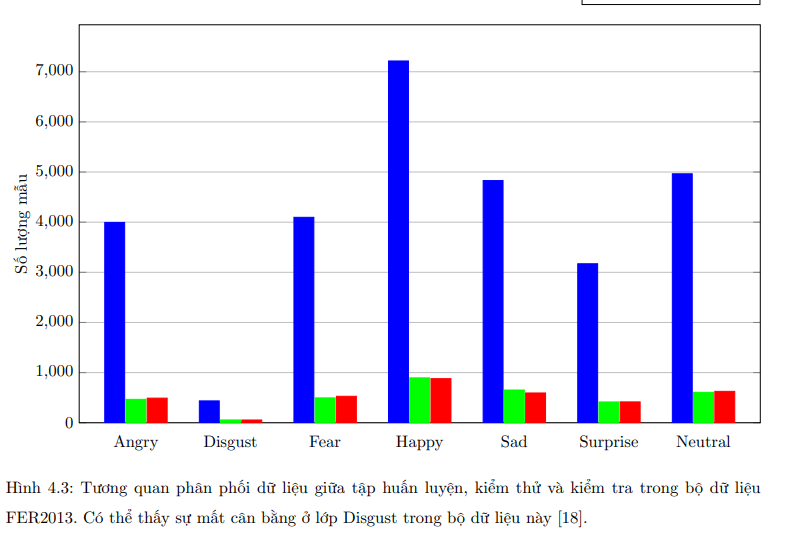 7,000
6,000
5,000
4,000
3,000
2,000
1,000
0
Số lượng mẫu
Angry Disgust Fear Happy Sad Surprise Neutral
Hình 4.3: Tương quan phân phối dữ liệu giữa tập huấn luyện, kiểm thử và kiểm tra trong bộ dữ liệu
FER2013. Có thể thấy sự mất cân bằng ở lớp Disgust trong bộ dữ liệu này [18].